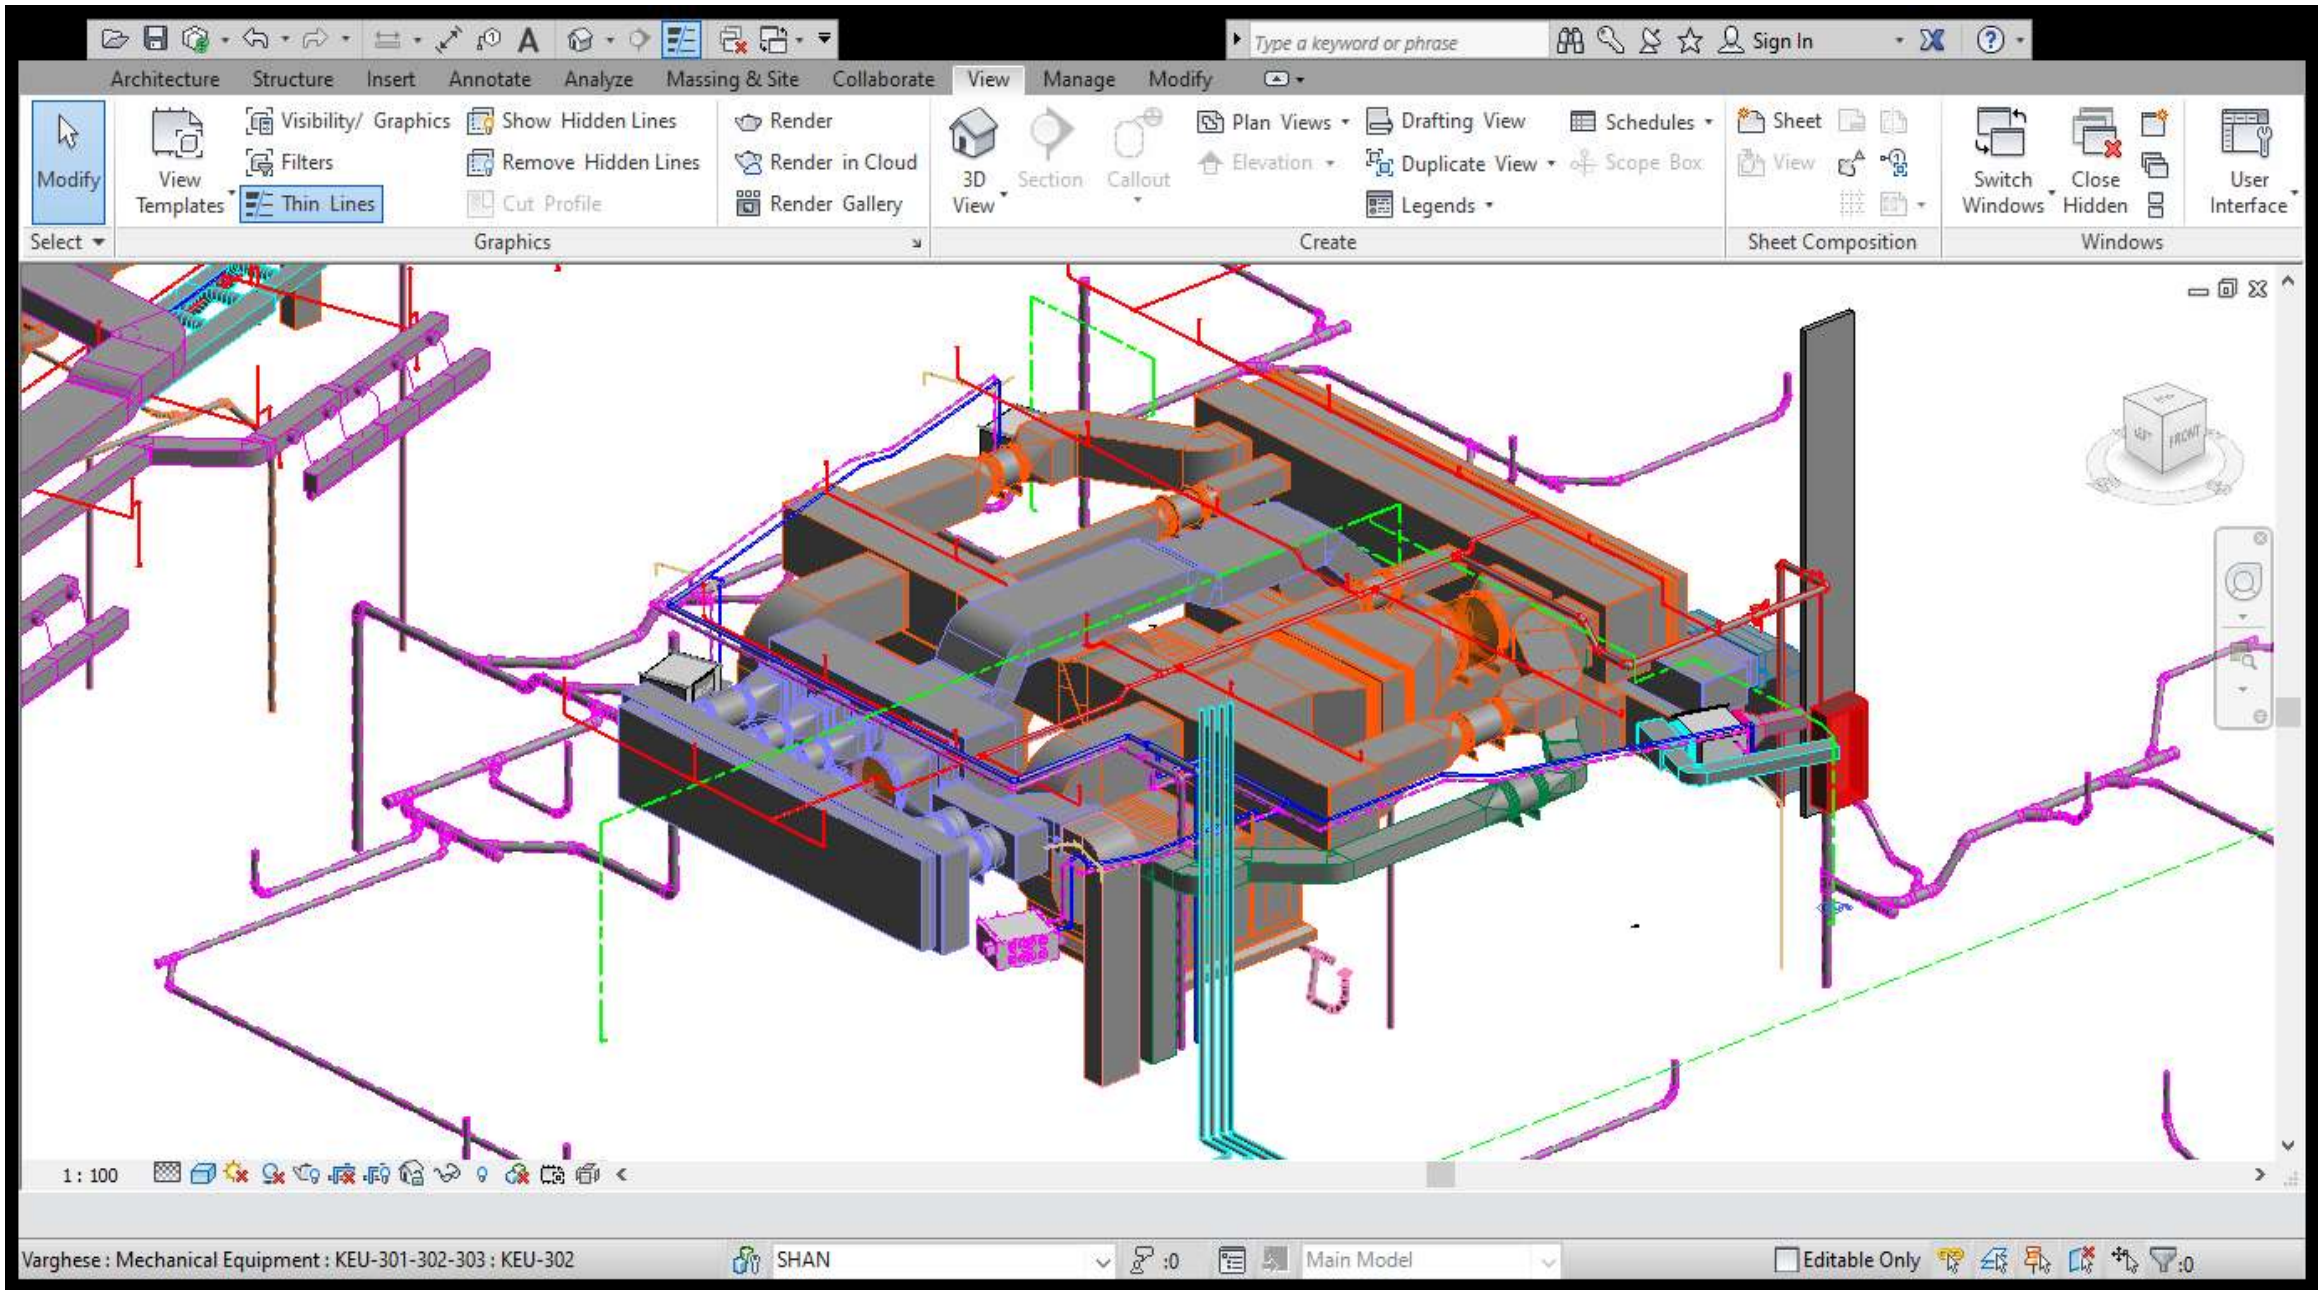 Type a keyword or phrase
Sign In
Architecture Structure Insert Annotate Analyze Massing & Site Collaborate View Manage Modify
Visibility/ Graphics Show Hidden Lines Render Plan Views Drafting View Schedules Sheet
Filters Remove Hidden Lines Render in Cloud Elevation Duplicate View Scope Box View
Modify View Templates Thin Lines Cut Profile Render Gallery 3D View Section Callout Legends Switch Windows Close Hidden User Interface
Select Graphics Create Sheet Composition Windows
FRONT
1 : 100
Varghese : Mechanical Equipment : KEU-301-302-303 : KEU-302 SHAN :0 Main Model Editable Only :0